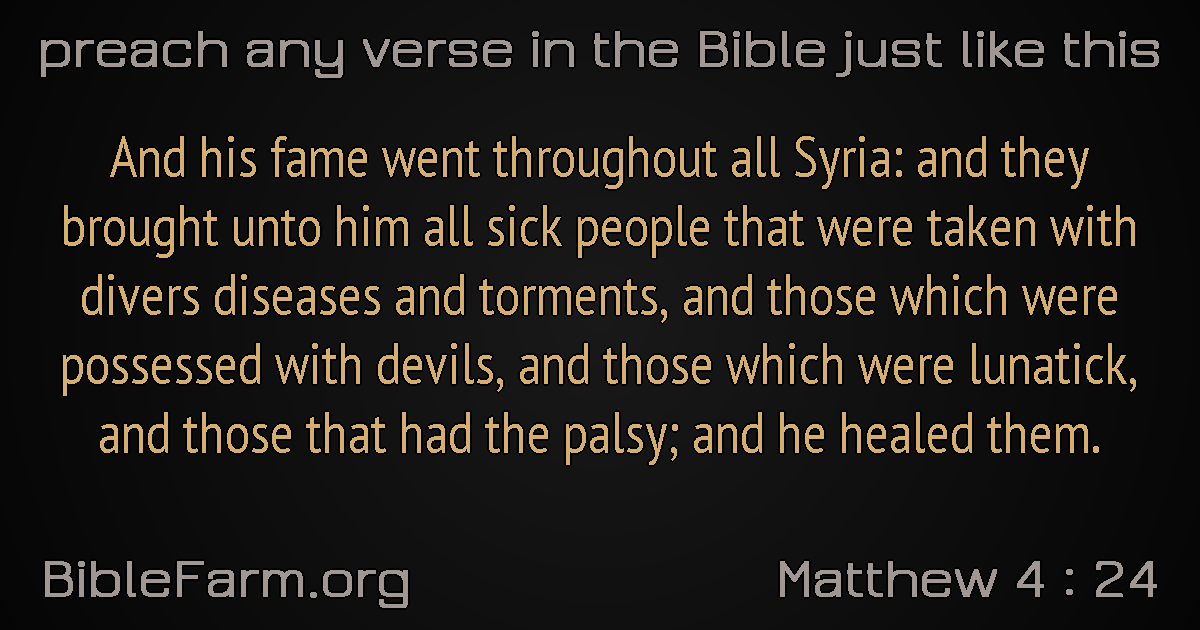 preach any verse in the Bible just like this
And his fame went throughout all Syria: and they
brought unto him all sick people that were taken with
divers diseases and torments, and those which were
possessed with devils, and those which were lunatick,
and those that had the palsy; and he healed them.
BibleFarm.org
Matthew 4 : 24